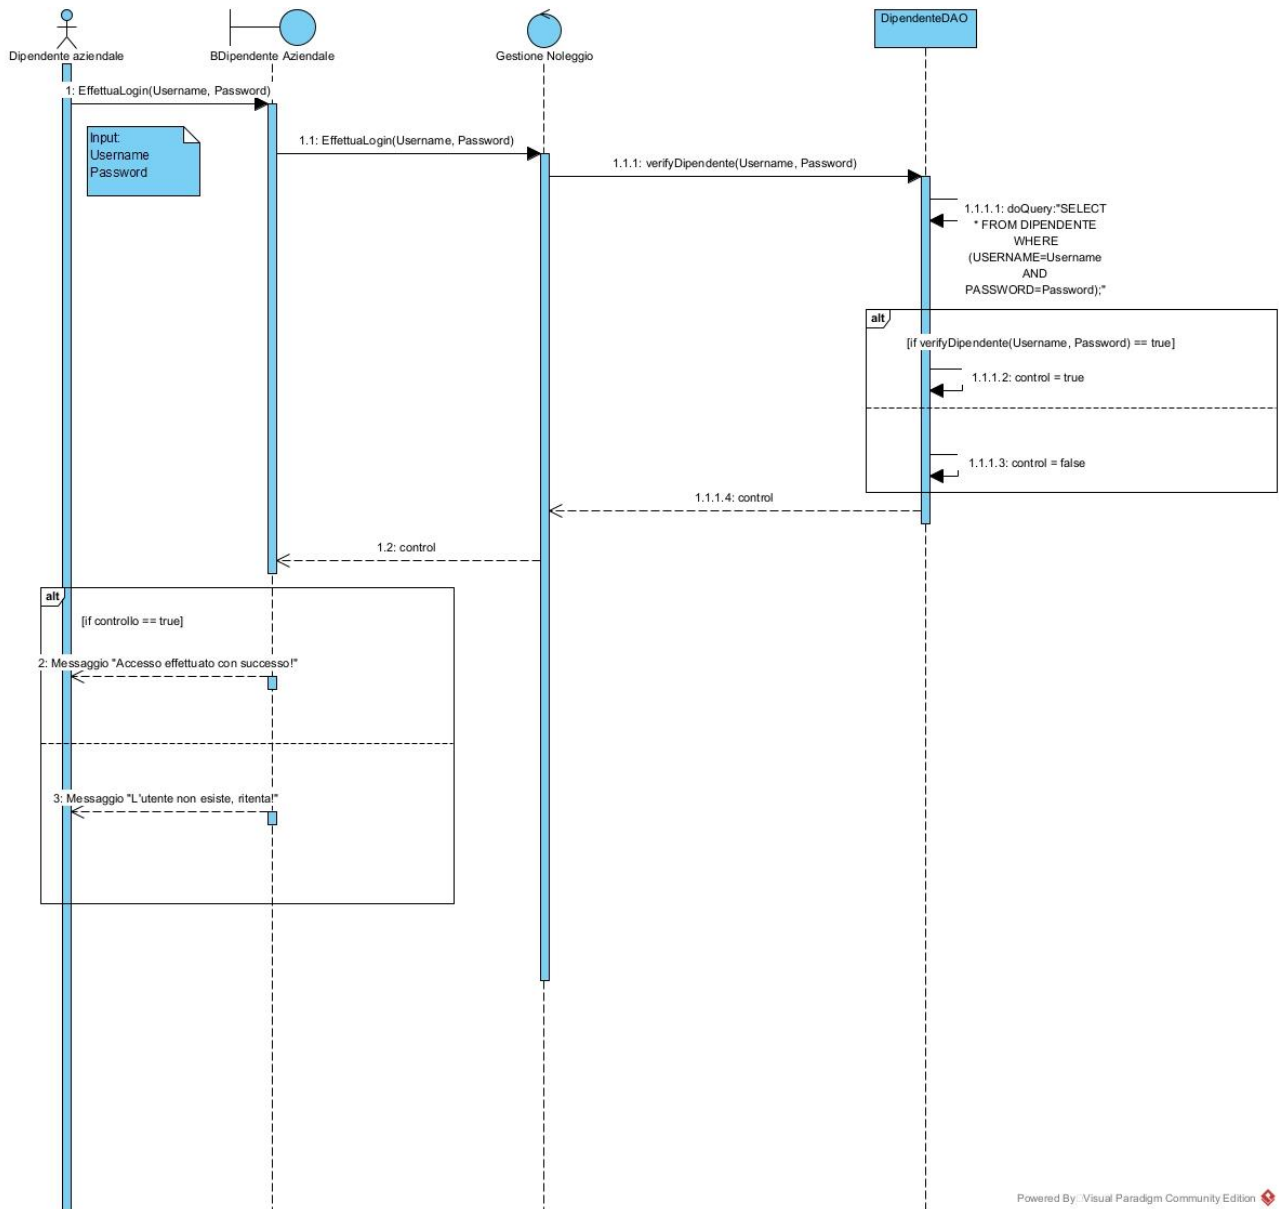 Dipendente aziendale
BDipendente Aziendale
Gestione Noleggio
DipendenteDAO
1: EffettuaLogin(Username, Password)
Input:
Username
Password
1.1: EffettuaLogin(Username, Password)
1.1.1: verifyDipendente(Username, Password)
1.1.1.1: doQuery:"SELECT
* FROM DIPENDENTE
WHERE
(USERNAME=Username
AND
PASSWORD=Password);"
alt
[if verifyDipendente(Username, Password) == true]
1.1.1.2: control = true
1.1.1.3: control = false
1.1.1.4: control
1.2: control
alt
[if controllo == true]
2: Messaggio "Accesso effettuato con successo!"
3: Messaggio "L'utente non esiste, ritenta!"
Powered By Visual Paradigm Community Edition